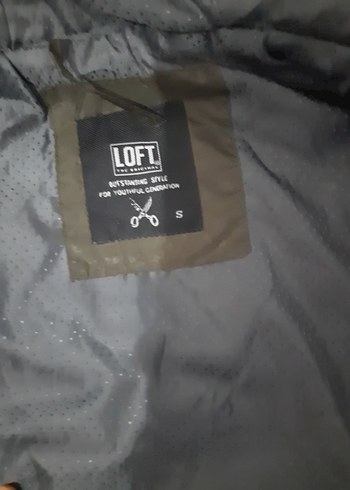 LOFT
THE ORIGINAL
OUTSTANDING STYLE
FOR YOUTHFUL GENERATION
S